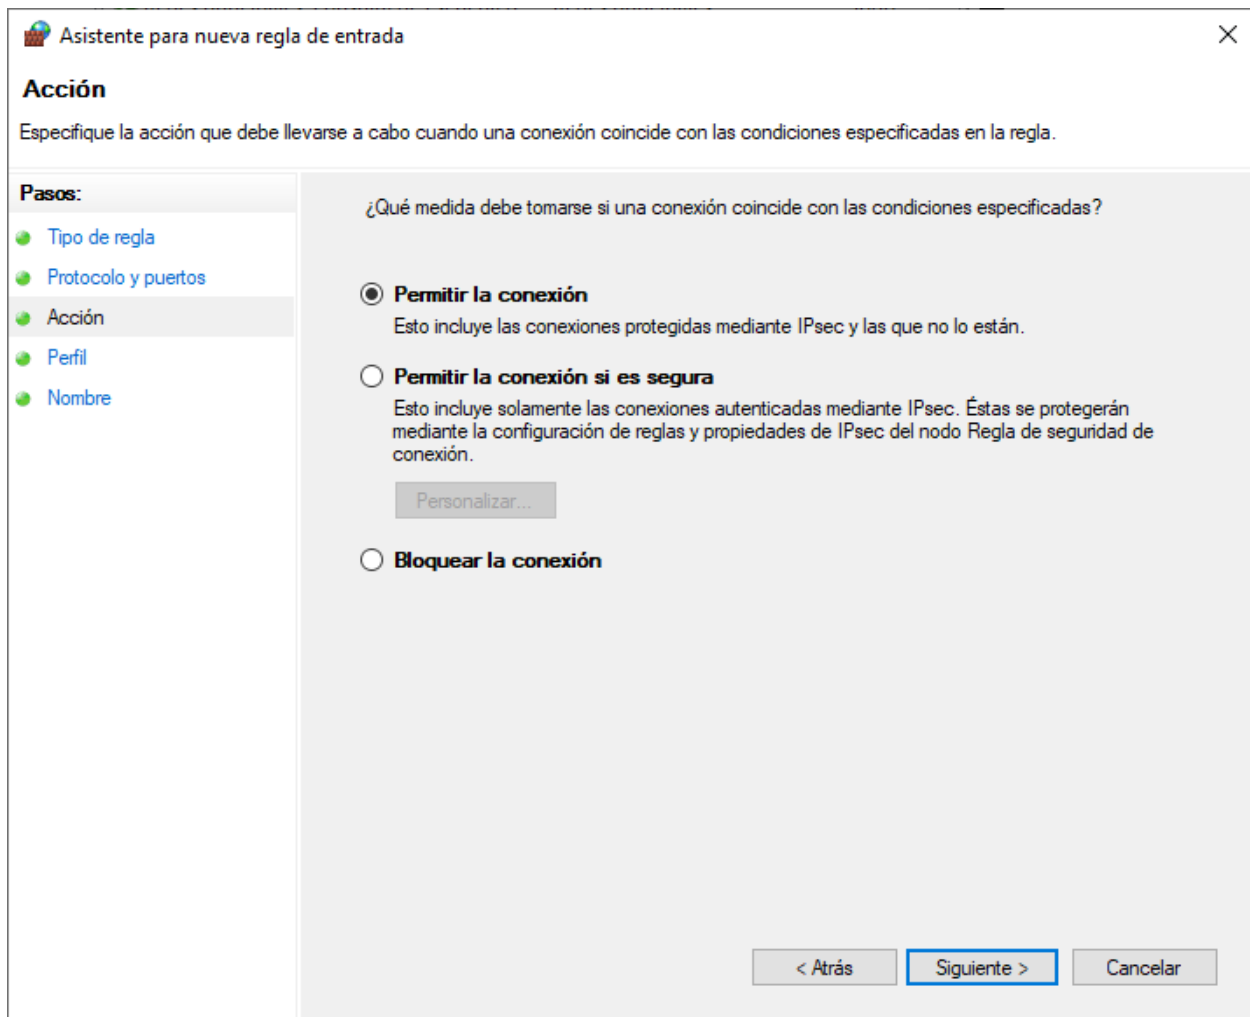 Asistente para nueva regla de entrada
Acción
Especifique la acción que debe llevarse a cabo cuando una conexión coincide con las condiciones especificadas en la regla.
Pasos:
Tipo de regla
Protocolo y puertos
Acción
Perfil
Nombre
¿Qué medida debe tomarse si una conexión coincide con las condiciones especificadas?
Permitir la conexión
Esto incluye las conexiones protegidas mediante IPsec y las que no lo están.
Permitir la conexión si es segura
Esto incluye solamente las conexiones autenticadas mediante IPsec. Éstas se protegerán
mediante la configuración de reglas y propiedades de IPsec del nodo Regla de seguridad de
conexión.
Personalizar...
Bloquear la conexión
< Atrás
Siguiente >
Cancelar